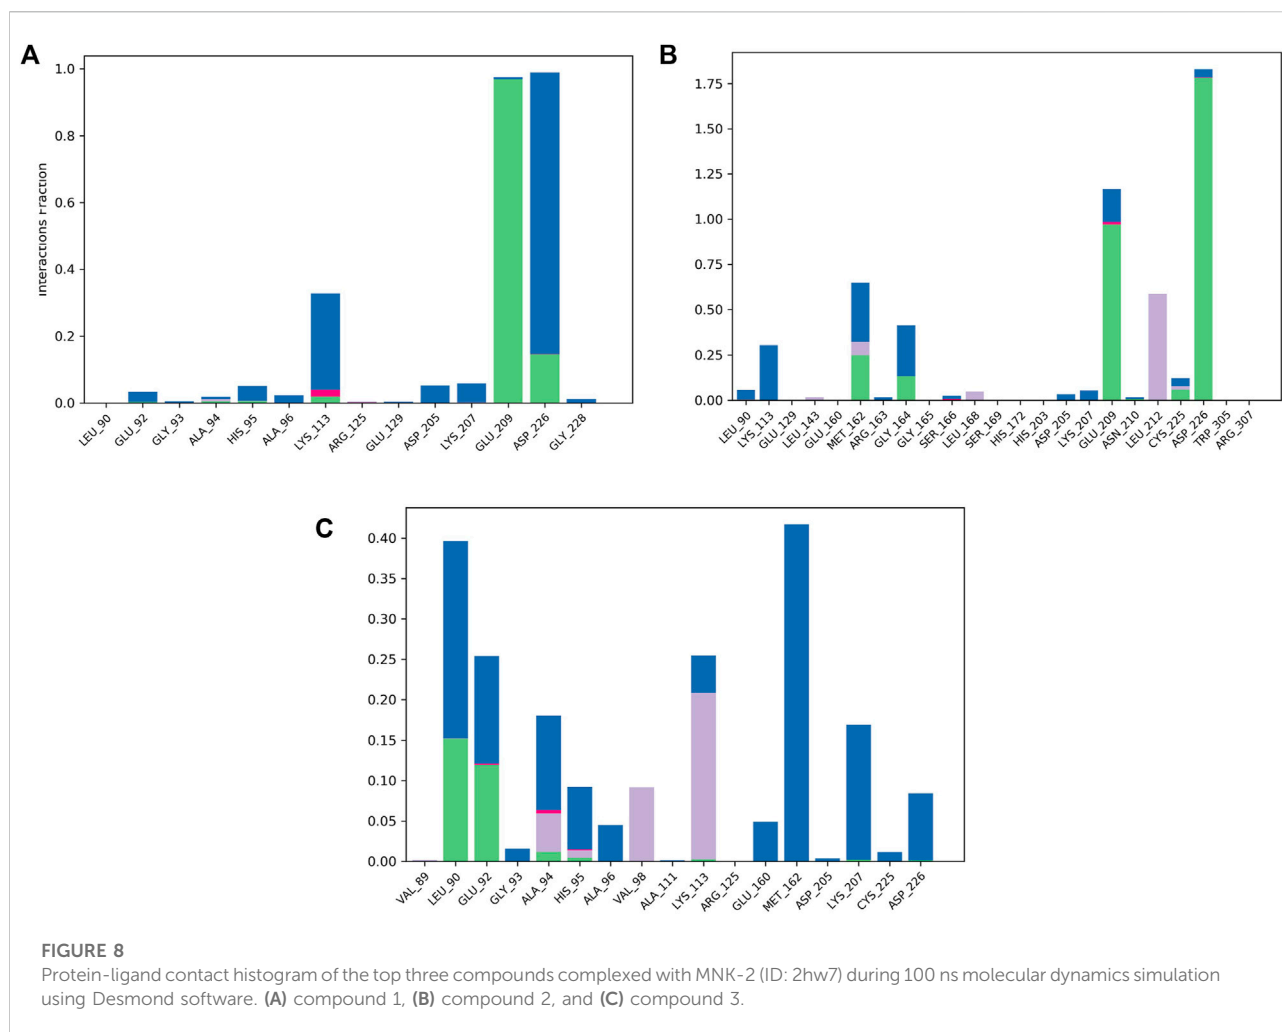 A
B
1.0
0.8
0.6
0.4
0.2
0.0
Interactions Fraction
LEU_90
GLU_92
GLY_93
ALA_94
HIS_95
ALA_96
LYS_113
ARG_125
GLU_129
ASP_205
LYS_207
GLU_209
ASP_226
GLY_228
1.75
1.50
1.25
1.00
0.75
0.50
0.25
0.00
LEU_90
LYS_113
GLU_129
LEU_143
GLU_160
MET_162
ARG_163
GLY_164
GLY_165
SER_166
LEU_168
SER_169
HIS_172
HIS_203
ASP_205
LYS_207
GLU_209
ASN_210
LEU_212
CYS_225
ASP_226
TRP_305
ARG_307
C
0.40
0.35
0.30
0.25
0.20
0.15
0.10
0.05
0.00
VAL_89
LEU_90
GLU_92
GLY_93
ALA_94
HIS_95
ALA_96
VAL_98
ALA_111
LYS_113
ARG_125
GLU_160
MET_162
ASP_205
LYS_207
CYS_225
ASP_226
FIGURE 8
Protein-ligand contact histogram of the top three compounds complexed with MNK-2 (ID: 2hw7) during 100 ns molecular dynamics simulation
using Desmond software. (A) compound 1, (B) compound 2, and (C) compound 3.